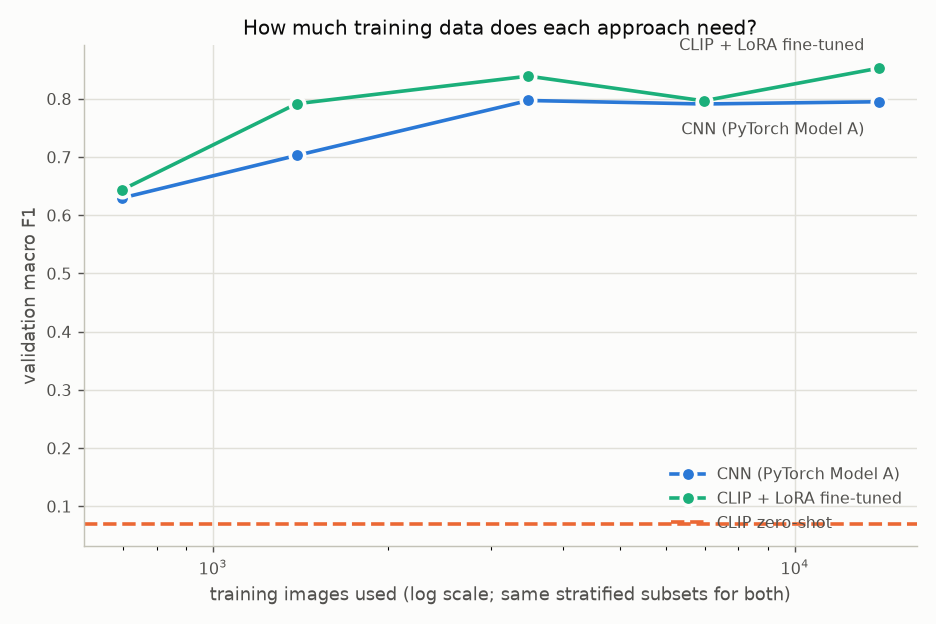 How much training data does each approach need?
CLIP + LoRA fine-tuned
CNN (PyTorch Model A)
validation macro F1
0.8
0.7
0.6
0.5
0.4
0.3
0.2
0.1
CNN (PyTorch Model A)
CLIP + LoRA fine-tuned
CLIP zero-shot
10³
10⁴
training images used (log scale; same stratified subsets for both)